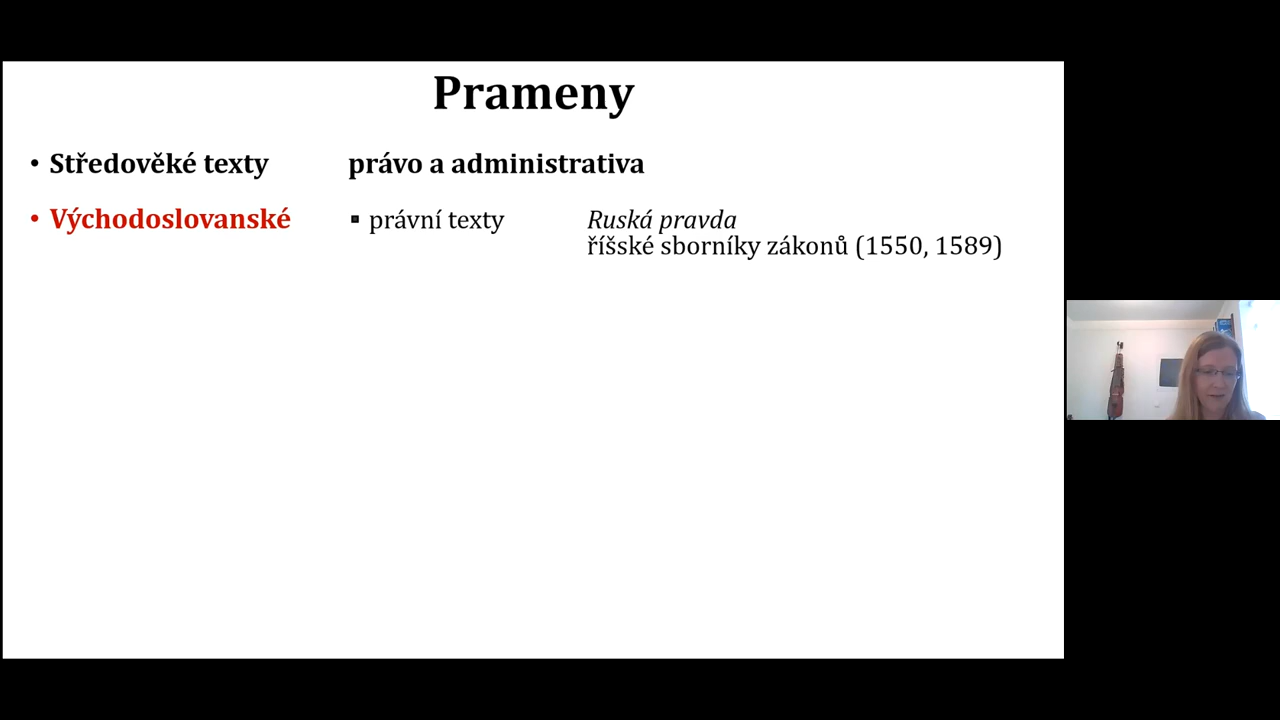 Prameny
• Středověké texty právo a administrativa
• Východoslovanské ▪ právní texty Ruská pravda
říšské sborníky zákonů (1550, 1589)